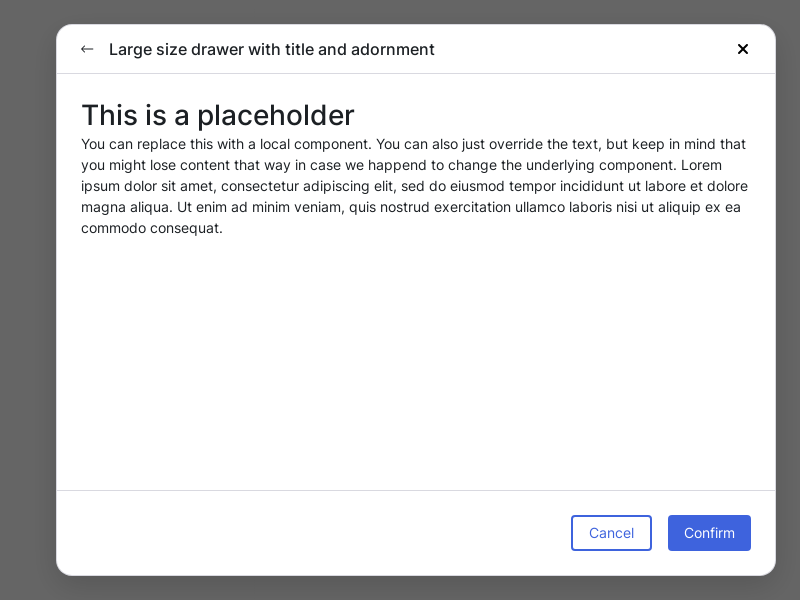 Large size drawer with title and adornment
This is a placeholder
You can replace this with a local component. You can also just override the text, but keep in mind that
you might lose content that way in case we happend to change the underlying component. Lorem
ipsum dolor sit amet, consectetur adipiscing elit, sed do eiusmod tempor incididunt ut labore et dolore
magna aliqua. Ut enim ad minim veniam, quis nostrud exercitation ullamco laboris nisi ut aliquip ex ea
commodo consequat.
Cancel
Confirm